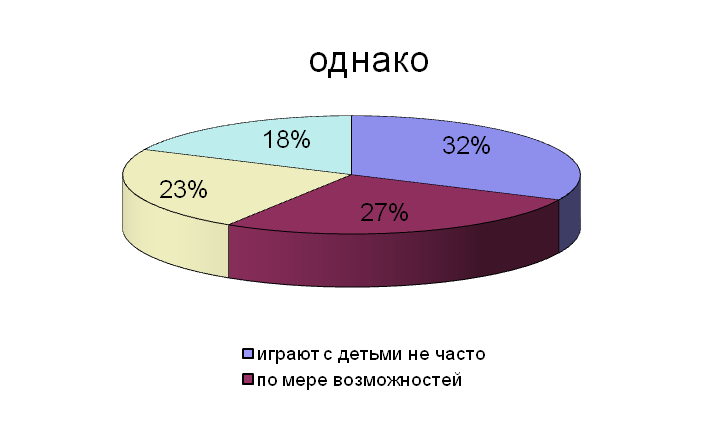 однако
18%
32%
23%
27%
играют с детьми не часто
по мере возможностей